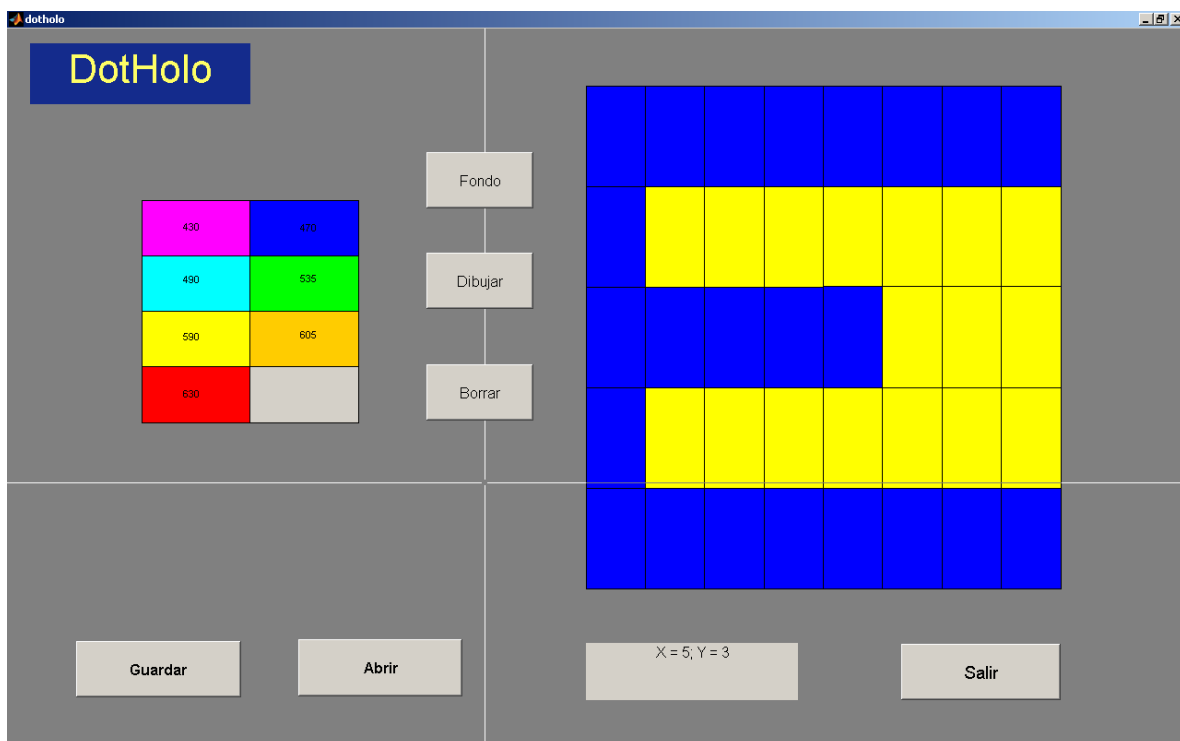 dotholo
DotHolo
Fondo
430 470
490 535
Dibujar
590 605
630
Borrar
Guardar
Abrir
X = 5; Y = 3
Salir